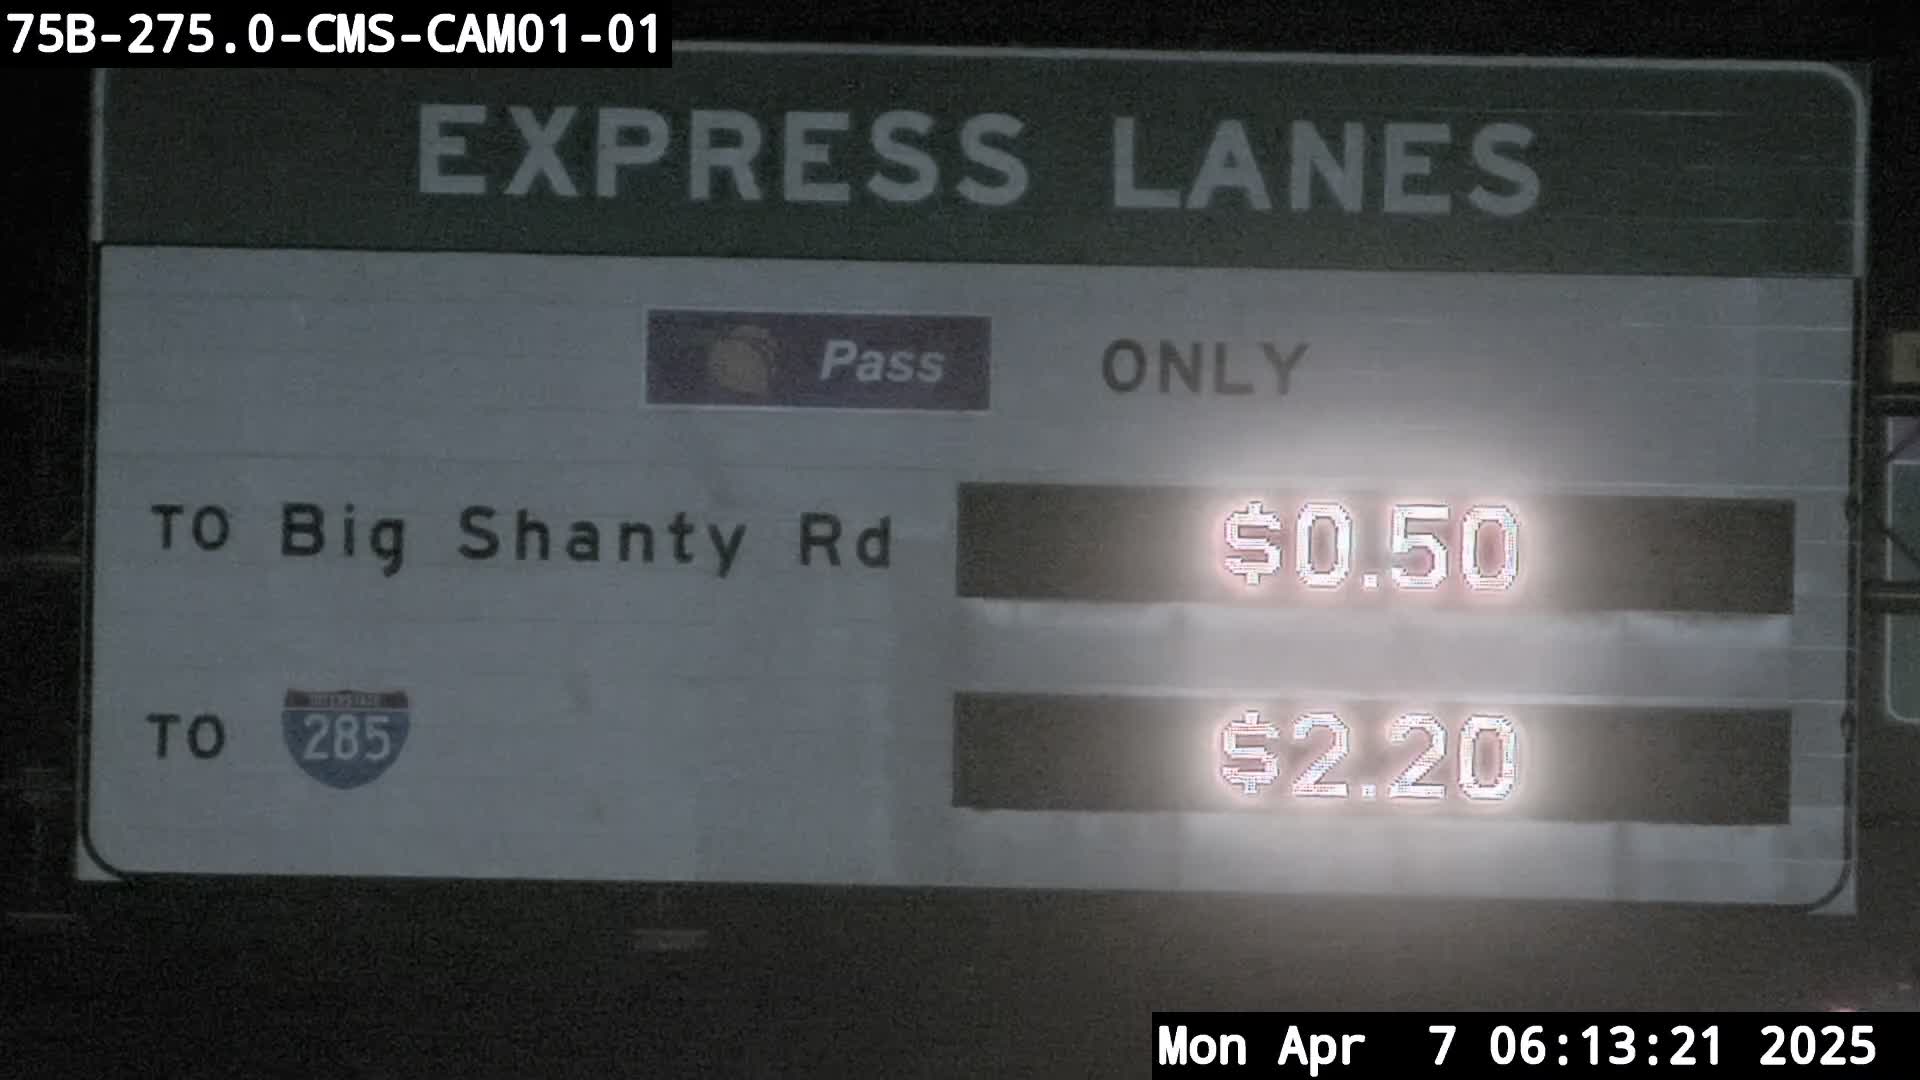 75B-275.0-CMS-CAM01-01
EXPRESS LANES
Pass ONLY
TO Big Shanty Rd $0.50
INTERSTATE
TO 285 $2.20
Mon Apr 7 06:13:21 2025